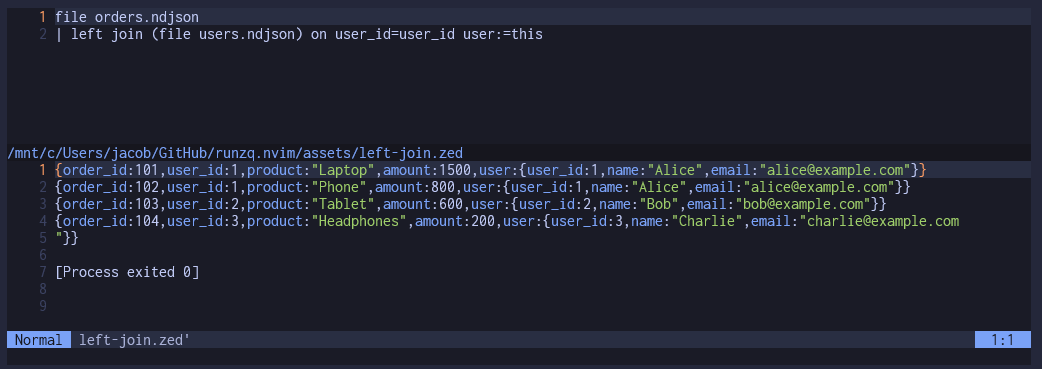 1 file orders.ndjson
2 | left join (file users.ndjson) on user_id=user_id user:=this
/mnt/c/Users/jacob/GitHub/runzq.nvim/assets/left-join.zed
1 {order_id:101,user_id:1,product:"Laptop",amount:1500,user:{user_id:1,name:"Alice",email:"alice@example.com"}}
2 {order_id:102,user_id:1,product:"Phone",amount:800,user:{user_id:1,name:"Alice",email:"alice@example.com"}}
3 {order_id:103,user_id:2,product:"Tablet",amount:600,user:{user_id:2,name:"Bob",email:"bob@example.com"}}
4 {order_id:104,user_id:3,product:"Headphones",amount:200,user:{user_id:3,name:"Charlie",email:"charlie@example.com
5 "}}
6
7 [Process exited 0]
8
9
Normal left-join.zed' 1:1